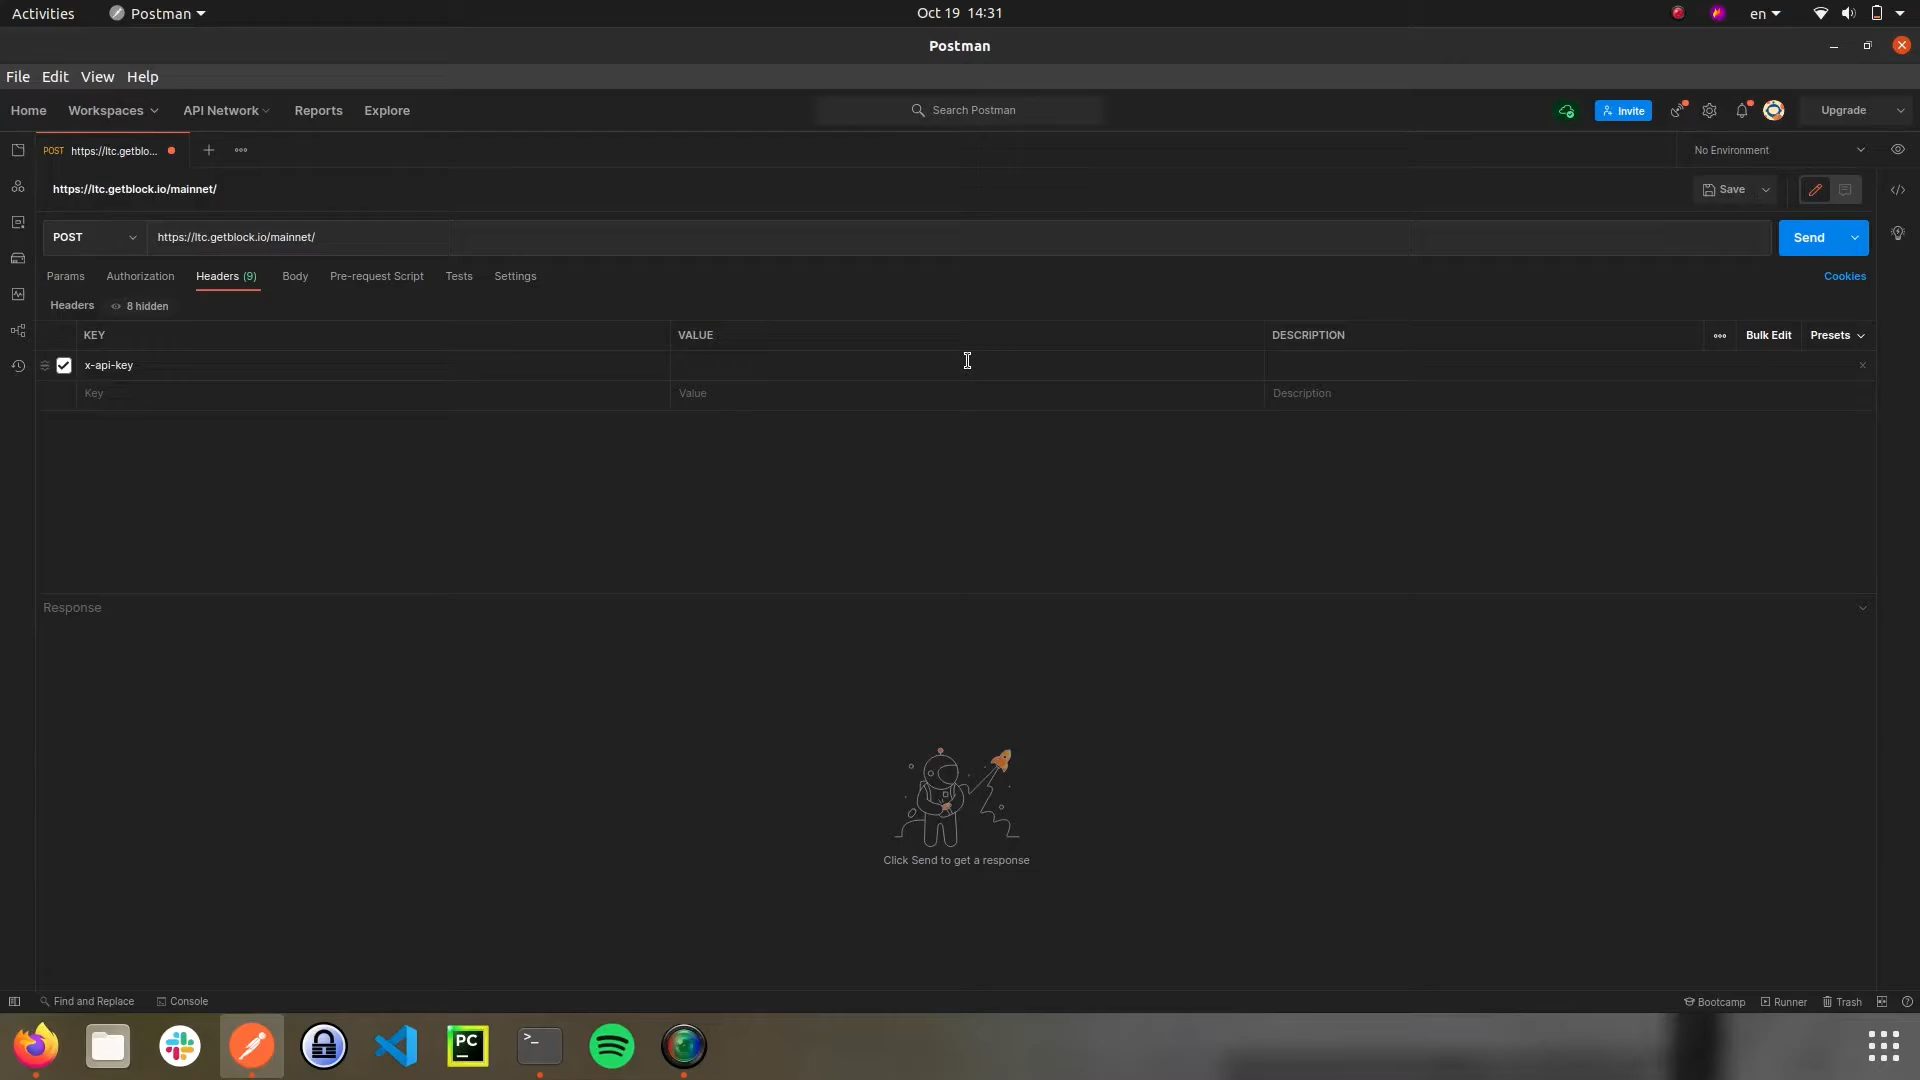 Activities Postman Oct 19 14:31 en
Postman
File Edit View Help
Home Workspaces API Network Reports Explore Search Postman Invite Upgrade
POST https://ltc.getblo... No Environment
https://ltc.getblock.io/mainnet/ Save
POST https://ltc.getblock.io/mainnet/ Send
Params Authorization Headers (9) Body Pre-request Script Tests Settings Cookies
Headers 8 hidden
KEY VALUE DESCRIPTION Bulk Edit Presets
x-api-key
Key Value Description
Response
Click Send to get a response
Find and Replace Console Bootcamp Runner Trash
PC